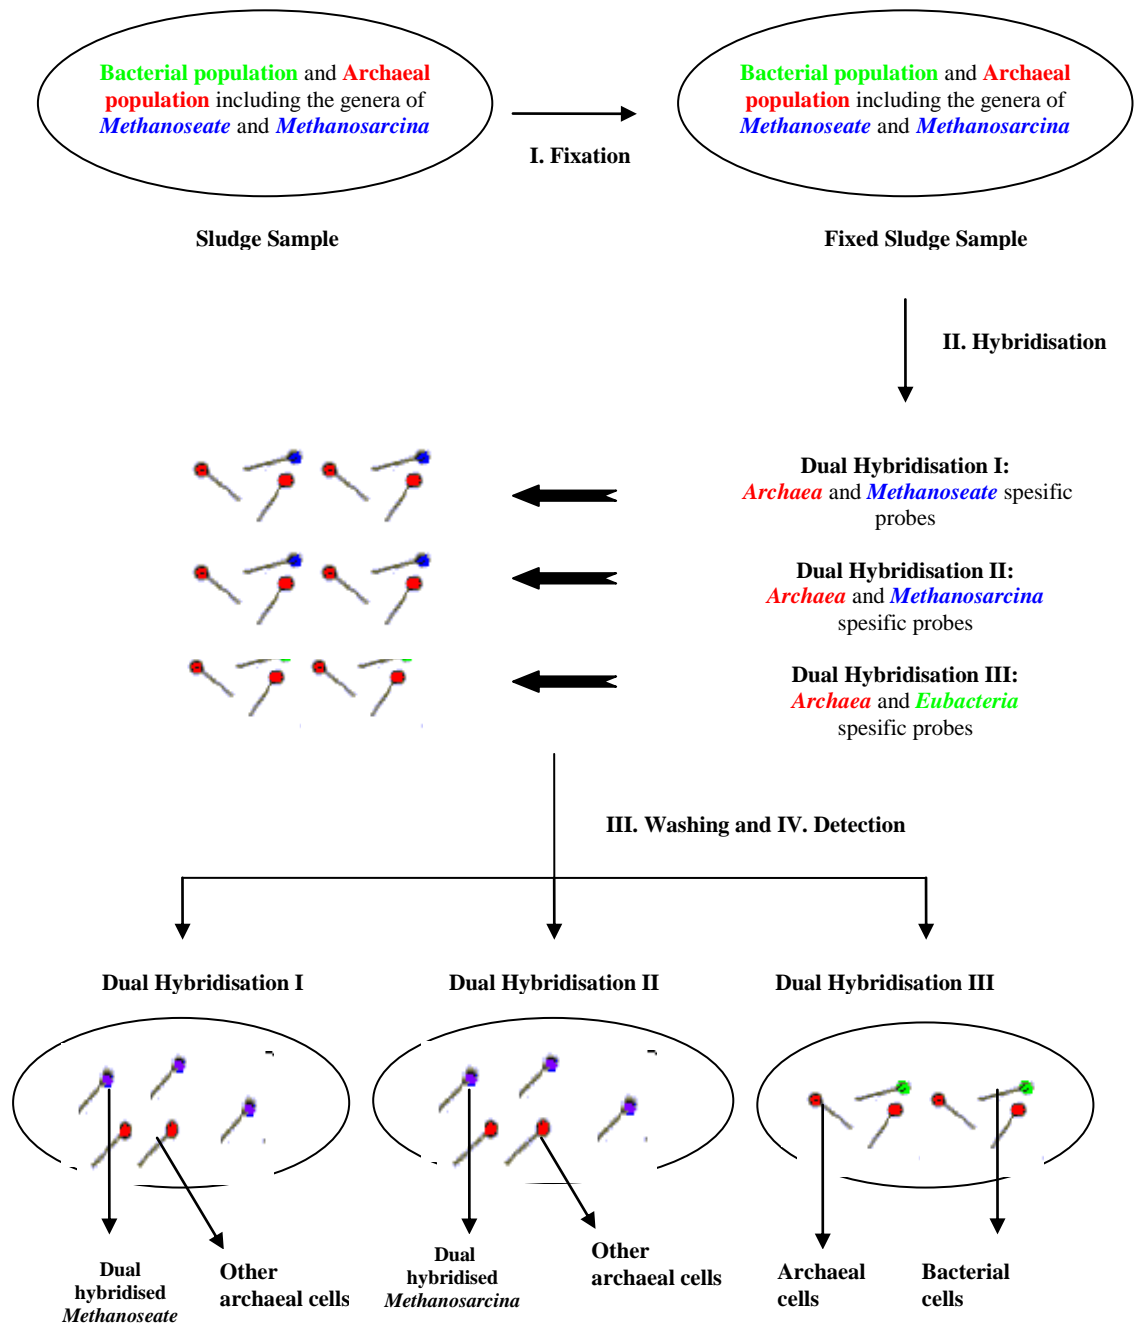 Bacterial population and Archaeal
population including the genera of
Methanoseate and Methanosarcina
I. Fixation
Bacterial population and Archaeal
population including the genera of
Methanoseate and Methanosarcina
Sludge Sample
Fixed Sludge Sample
II. Hybridisation
Dual Hybridisation I:
Archaea and Methanoseate spesific
probes
Dual Hybridisation II:
Archaea and Methanosarcina
spesific probes
Dual Hybridisation III:
Archaea and Eubacteria
spesific probes
III. Washing and IV. Detection
Dual Hybridisation I
Dual Hybridisation II
Dual Hybridisation III
Dual
hybridised
Methanoseate
Other
archaeal cells
Dual
hybridised
Methanosarcina
Other
archaeal cells
Archaeal
cells
Bacterial
cells